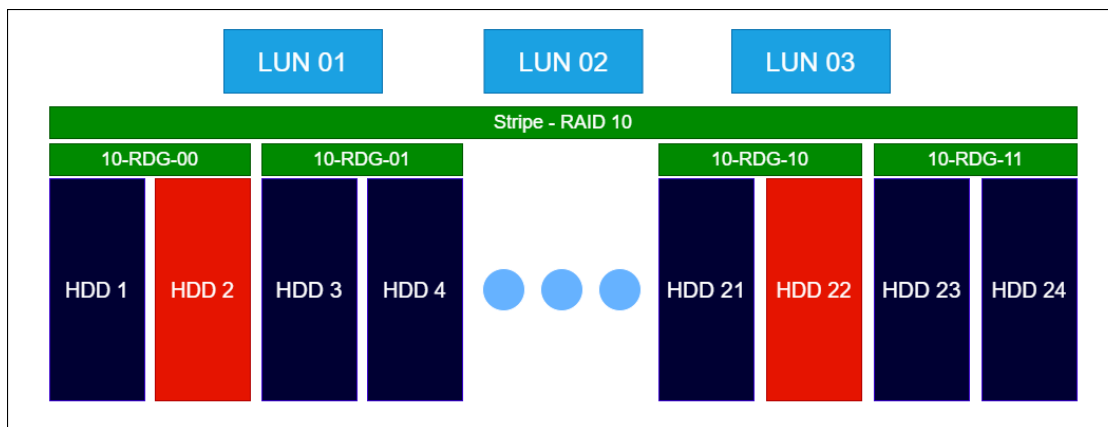 LUN 01
LUN 02
LUN 03
Stripe - RAID 10
10-RDG-00
10-RDG-01
10-RDG-10
10-RDG-11
HDD 1
HDD 2
HDD 3
HDD 4
HDD 21
HDD 22
HDD 23
HDD 24